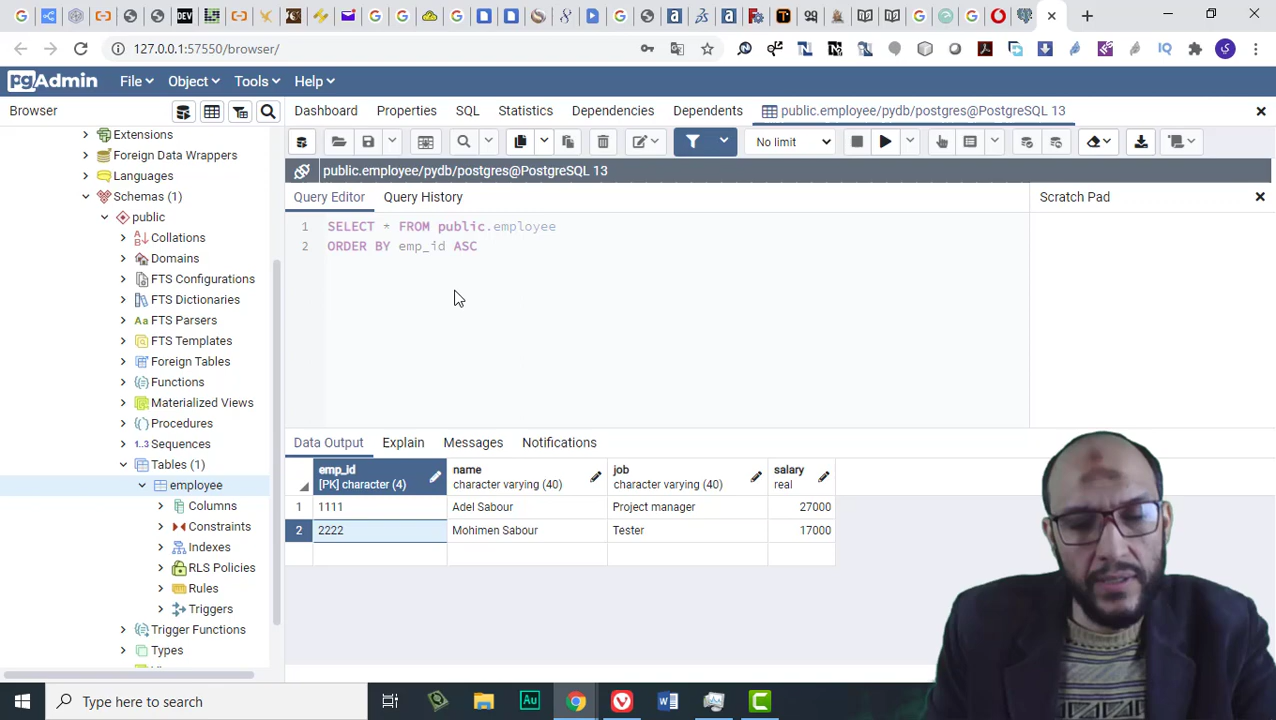 127.0.0.1:57550/browser/
pgAdmin File Object Tools Help
Browser
Dashboard Properties SQL Statistics Dependencies Dependents public.employee/pydb/postgres@PostgreSQL 13
Extensions
Foreign Data Wrappers
Languages
Schemas (1)
public
Collations
Domains
FTS Configurations
FTS Dictionaries
FTS Parsers
FTS Templates
Foreign Tables
Functions
Materialized Views
Procedures
1..3 Sequences
Tables (1)
employee
Columns
Constraints
Indexes
RLS Policies
Rules
Triggers
Trigger Functions
Types
No limit
public.employee/pydb/postgres@PostgreSQL 13
Query Editor Query History
Scratch Pad
1 SELECT * FROM public.employee
2 ORDER BY emp_id ASC
Data Output Explain Messages Notifications
emp_id name job salary
[PK] character (4) character varying (40) character varying (40) real
1 1111 Adel Sabour Project manager 27000
2 2222 Mohimen Sabour Tester 17000
Type here to search